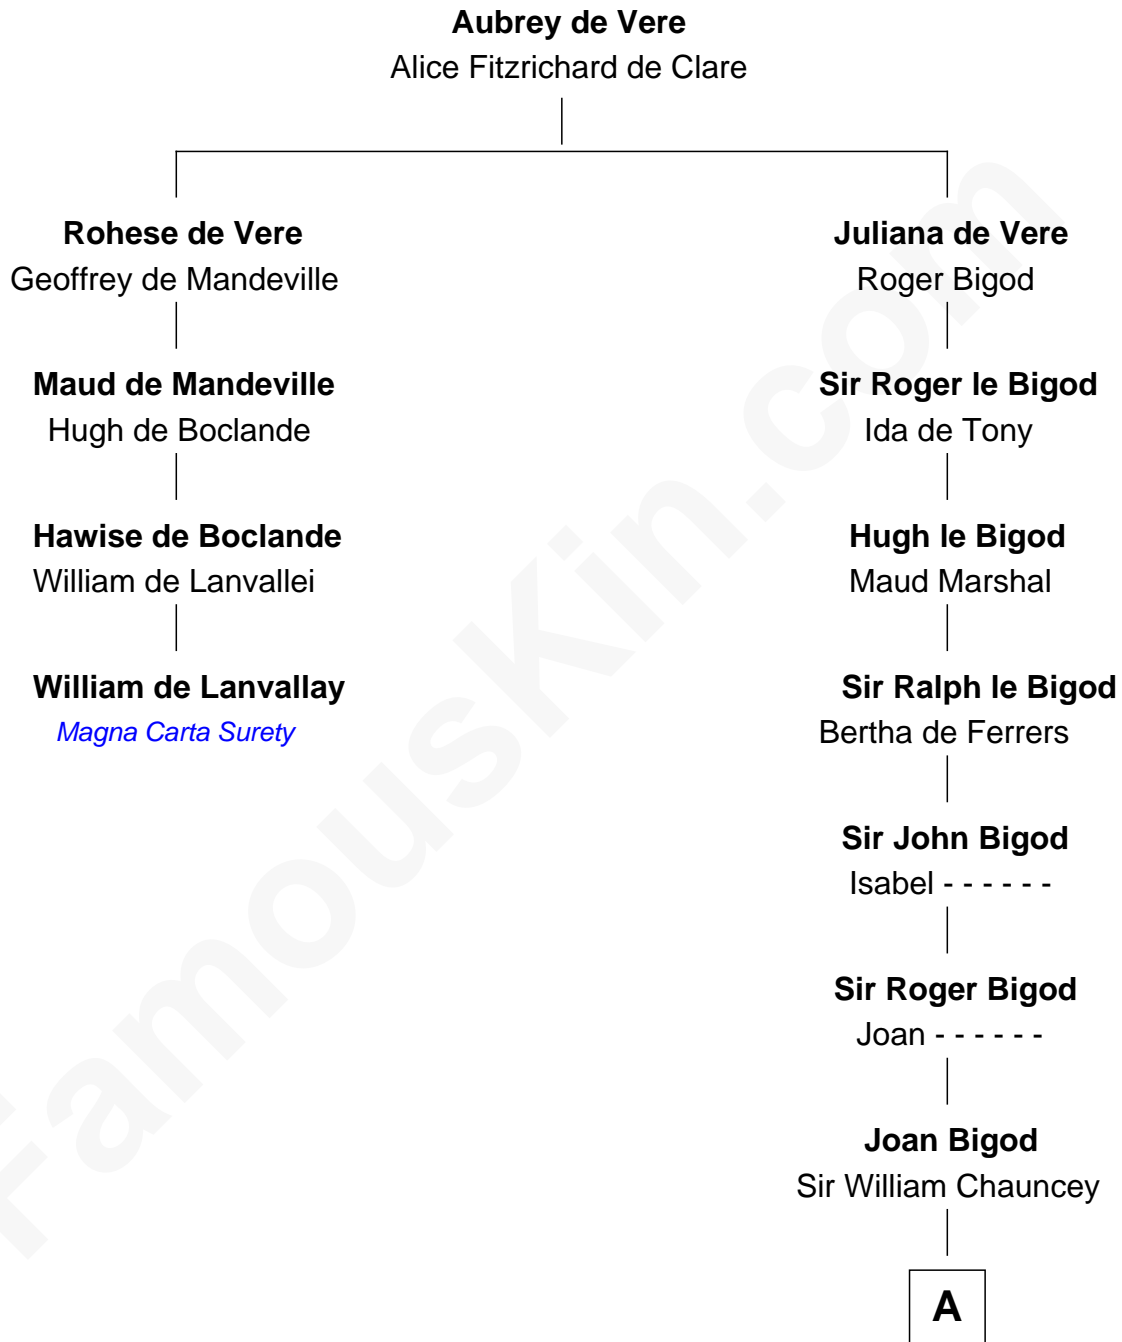 Aubrey de Vere
Alice Fitzrichard de Clare
Rohese de Vere
Geoffrey de Mandeville
Juliana de Vere
Roger Bigod
Maud de Mandeville
Hugh de Boclande
Sir Roger le Bigod
Ida de Tony
Hawise de Boclande
William de Lanvallei
Hugh le Bigod
Maud Marshal
William de Lanvallay
Magna Carta Surety
Sir Ralph le Bigod
Bertha de Ferrers
Sir John Bigod
Isabel - - - - - -
Sir Roger Bigod
Joan - - - - - -
Joan Bigod
Sir William Chauncey
A
FamousKin.com